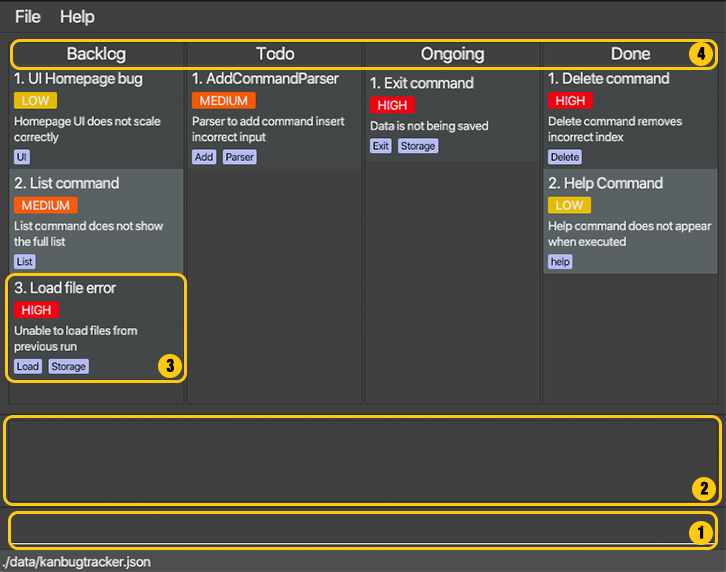 File Help
Backlog Todo Ongoing Done 4
1. UI Homepage bug
LOW
Homepage UI does not scale
correctly
UI
2. List command
MEDIUM
List command does not show
the full list
List
3. Load file error
HIGH
Unable to load files from
previous run
Load Storage
3
1. AddCommandParser
MEDIUM
Parser to add command insert
incorrect input
Add Parser
1. Exit command
HIGH
Data is not being saved
Exit Storage
1. Delete command
HIGH
Delete command removes
incorrect index
Delete
2. Help Command
LOW
Help command does not appear
when executed
help
2
1
./data/kanbugtracker.json